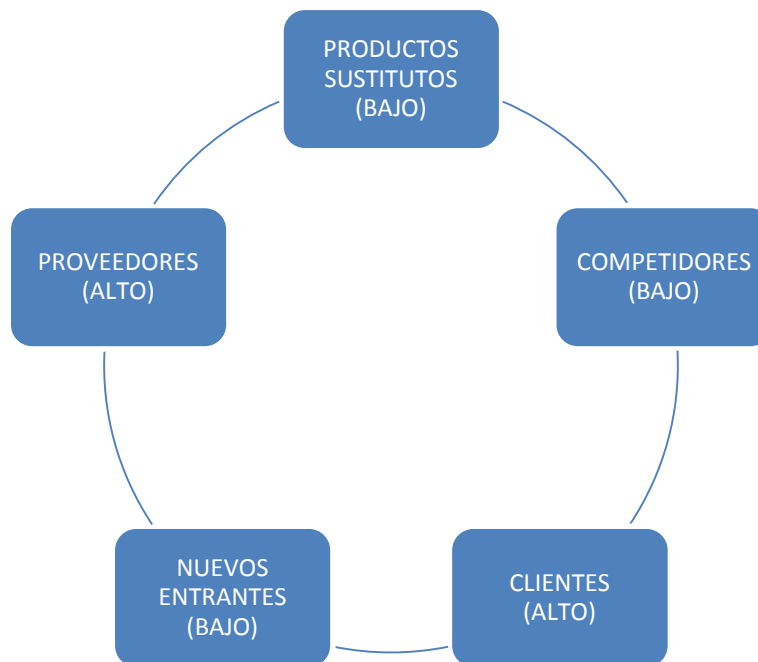 PRODUCTOS
SUSTITUTOS
(BAJO)
COMPETIDORES
(BAJO)
CLIENTES
(ALTO)
NUEVOS
ENTRANTES
(BAJO)
PROVEEDORES
(ALTO)